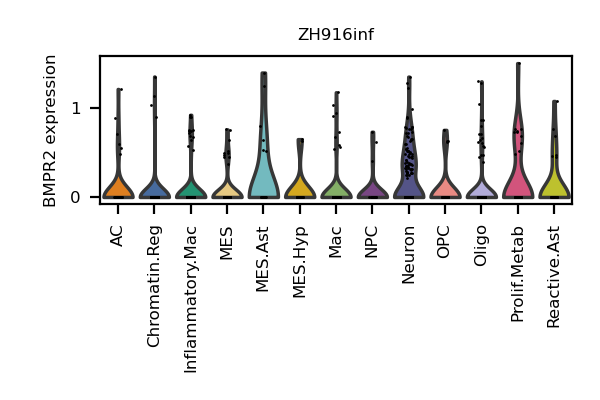 ZH916inf
BMPR2 expression
1
0
AC
Chromatin.Reg
Inflammatory.Mac
MES
MES.Ast
MES.Hyp
Mac
NPC
Neuron
OPC
Oligo
Prolif.Metab
Reactive.Ast